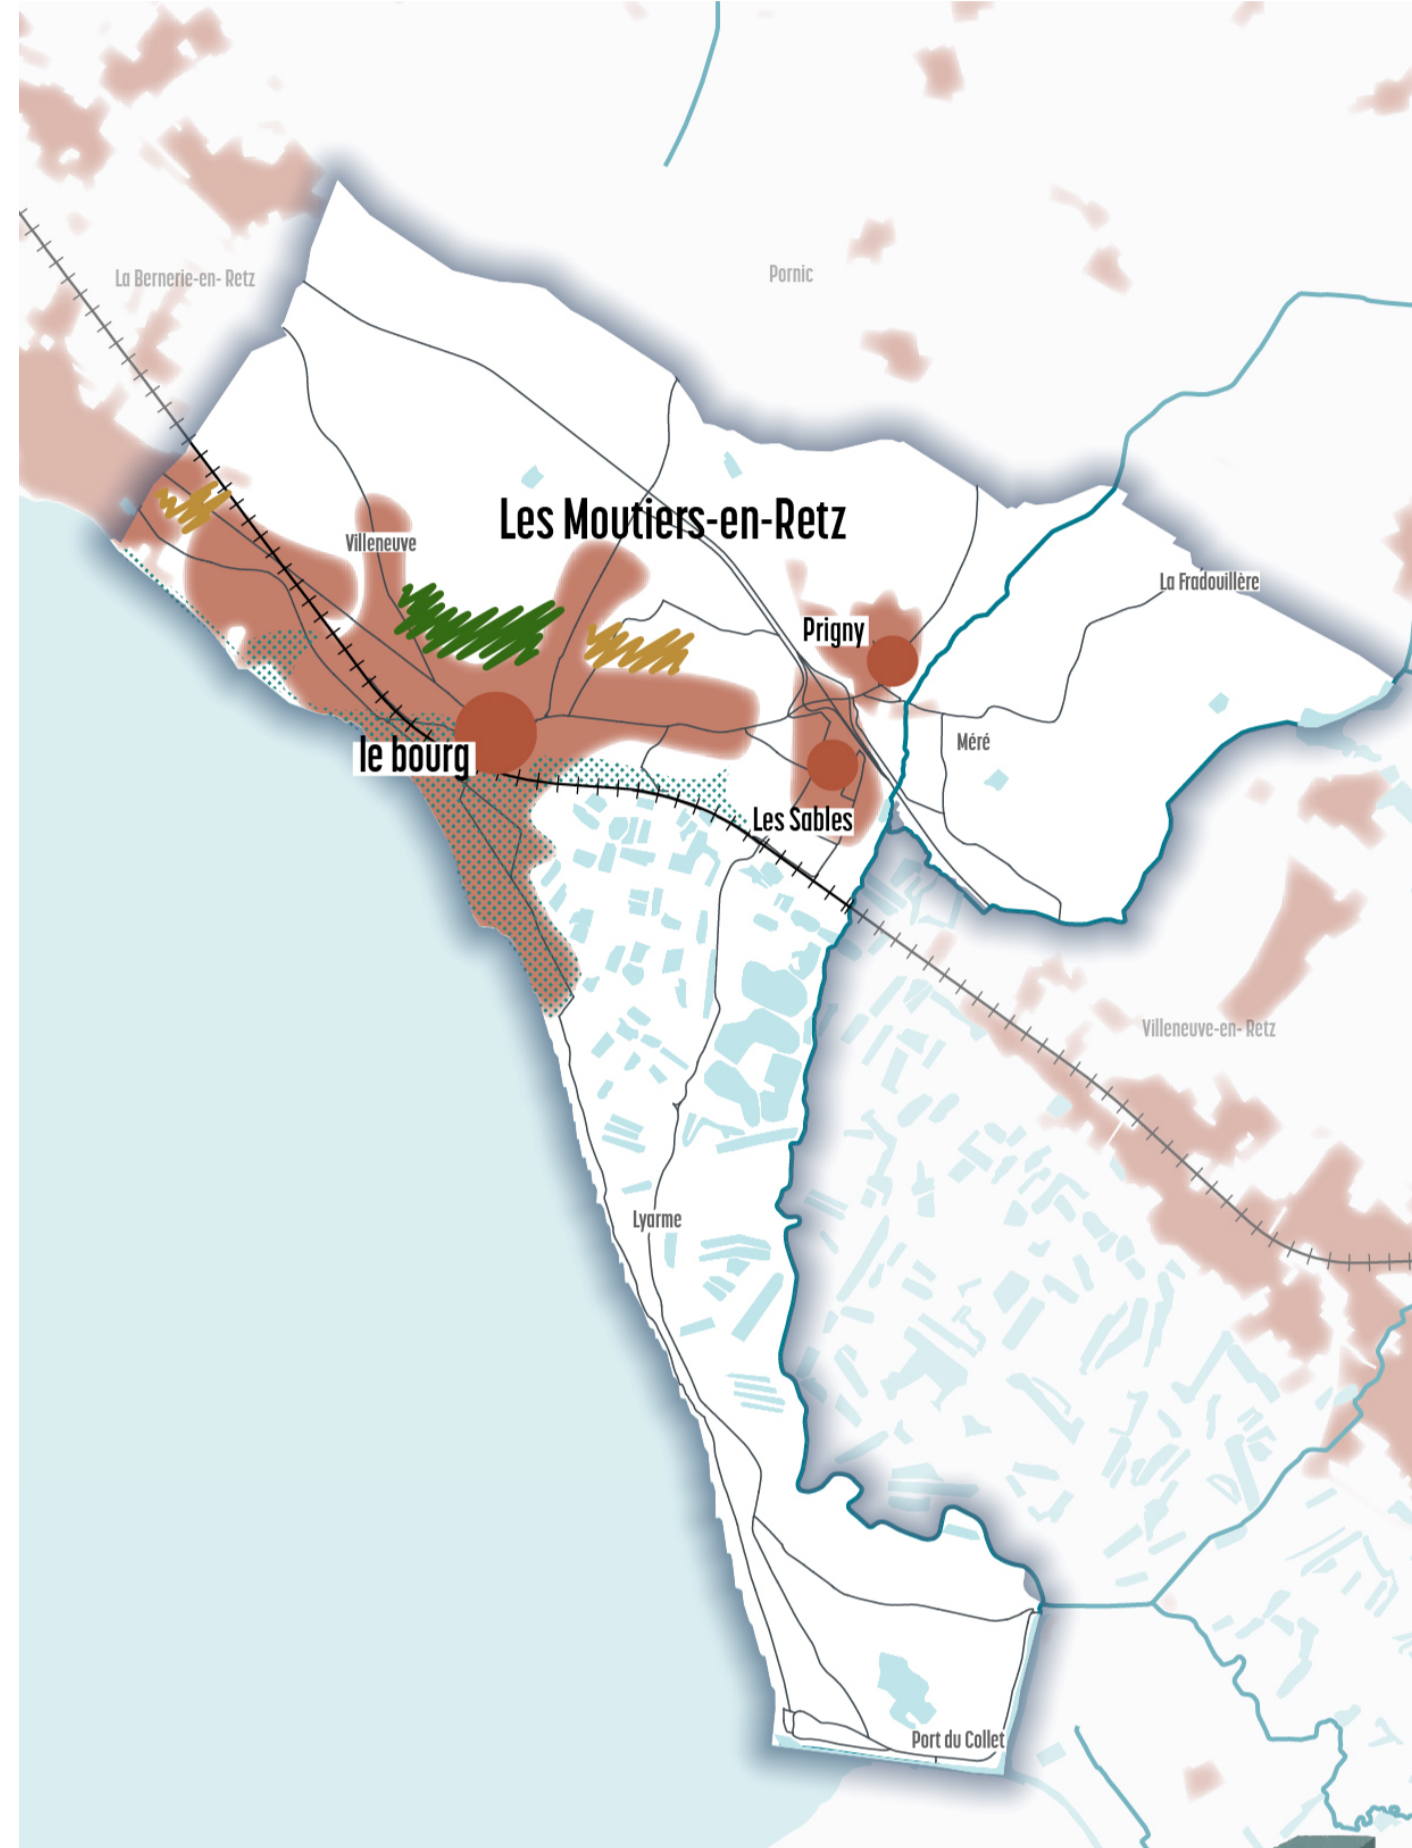 La Bernerie-en- Retz
Pornic
Les Moutiers-en-Retz
Villeneuve
La Fradouillère
Prigny
Méré
le bourg
Les Sables
Villeneuve-en- Retz
Lyarme
Port du Collet